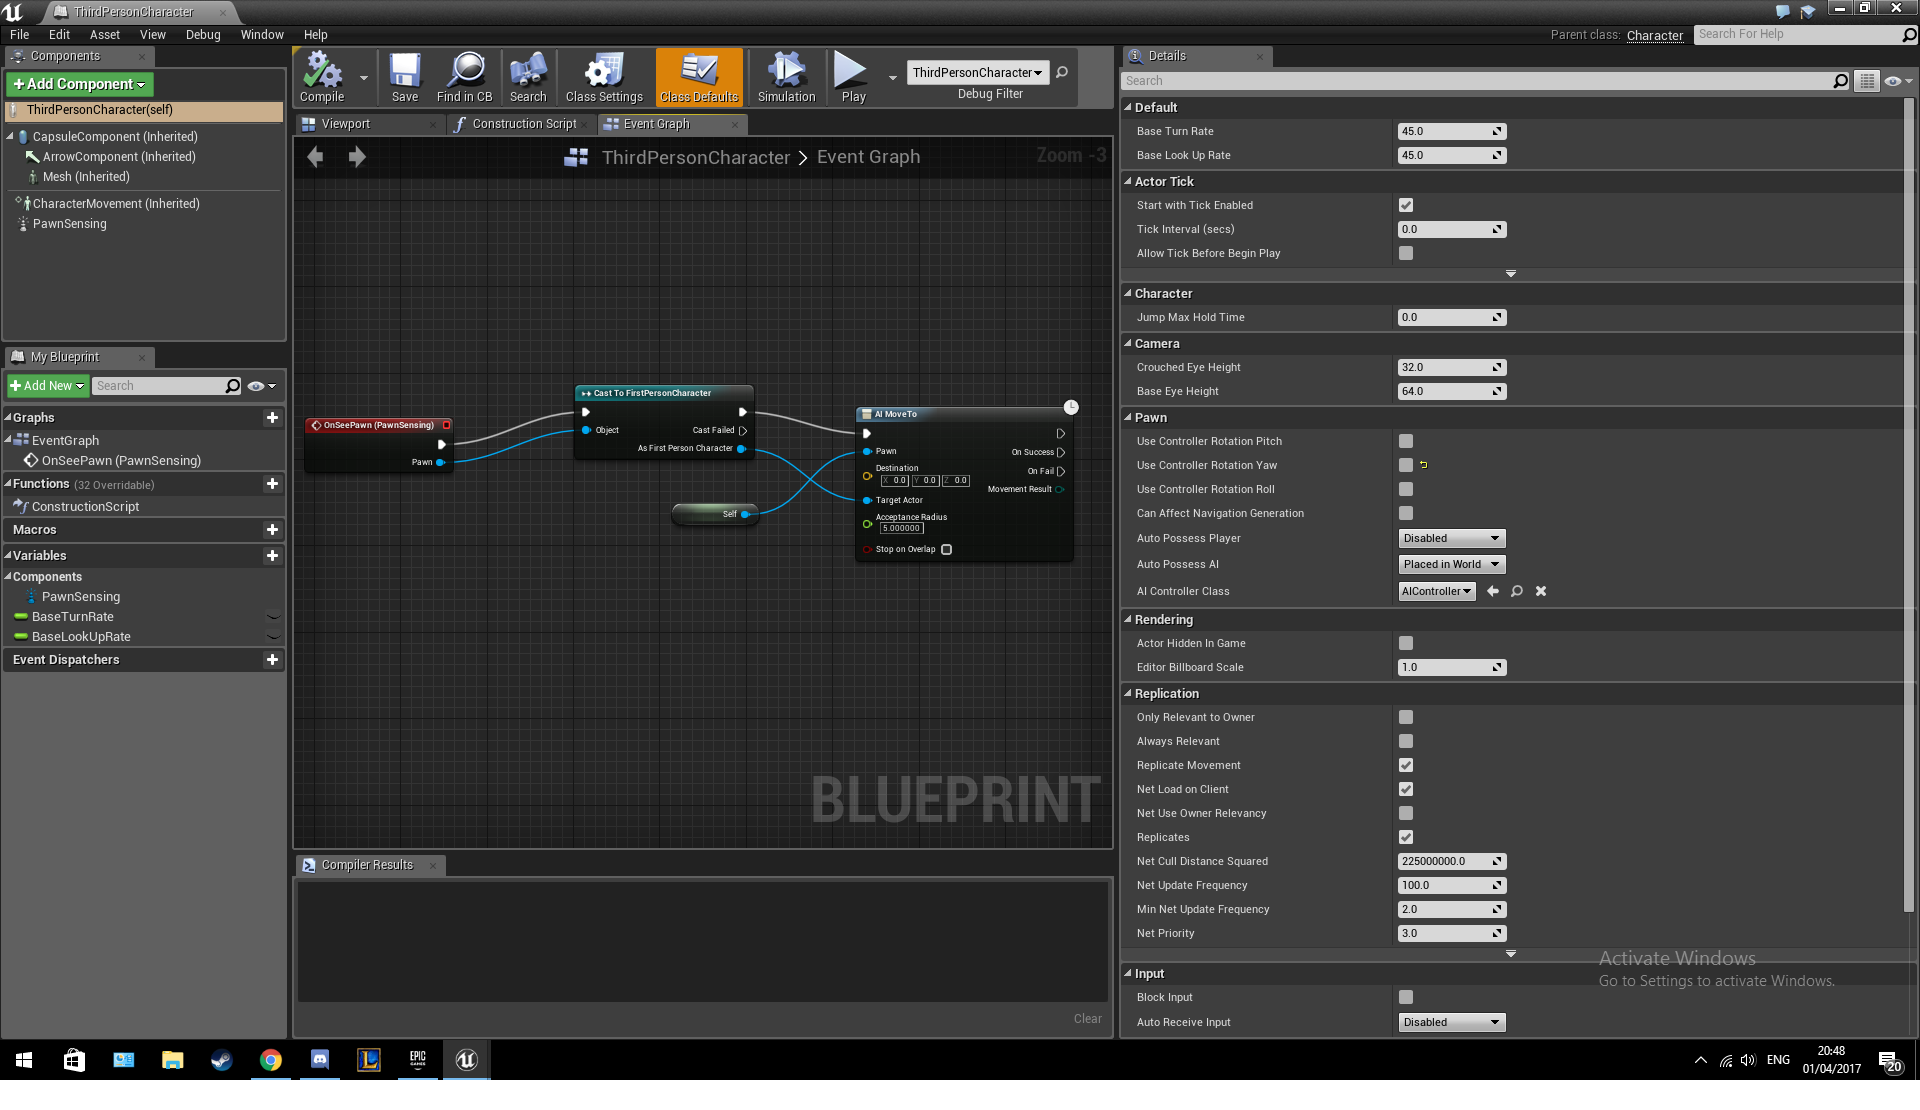 ThirdPersonCharacter
File Edit Asset View Debug Window Help
Parent class: Character
Search For Help
Components
+Add Component
ThirdPersonCharacter(self)
CapsuleComponent (Inherited)
ArrowComponent (Inherited)
Mesh (Inherited)
CharacterMovement (Inherited)
PawnSensing
My Blueprint
+Add New
Search
Graphs
EventGraph
OnSeePawn (PawnSensing)
Functions (32 Overridable)
ConstructionScript
Macros
Variables
Components
PawnSensing
BaseTurnRate
BaseLookUpRate
Event Dispatchers
Compile
Save
Find in CB
Search
Class Settings
Class Defaults
Simulation
Play
ThirdPersonCharacter
Debug Filter
Viewport
Construction Script
Event Graph
ThirdPersonCharacter > Event Graph
Zoom -3
OnSeePawn (PawnSensing)
Pawn
Cast To FirstPersonCharacter
Object
Cast Failed
As First Person Character
Self
AI MoveTo
Pawn
On Success
Destination
X 0.0 Y 0.0 Z 0.0
On Fail
Movement Result
Target Actor
Acceptance Radius
5.000000
Stop on Overlap
BLUEPRINT
Compiler Results
Clear
Details
Search
Default
Base Turn Rate 45.0
Base Look Up Rate 45.0
Actor Tick
Start with Tick Enabled
Tick Interval (secs) 0.0
Allow Tick Before Begin Play
Character
Jump Max Hold Time 0.0
Camera
Crouched Eye Height 32.0
Base Eye Height 64.0
Pawn
Use Controller Rotation Pitch
Use Controller Rotation Yaw
Use Controller Rotation Roll
Can Affect Navigation Generation
Auto Possess Player Disabled
Auto Possess AI Placed in World
AI Controller Class AIController
Rendering
Actor Hidden In Game
Editor Billboard Scale 1.0
Replication
Only Relevant to Owner
Always Relevant
Replicate Movement
Net Load on Client
Net Use Owner Relevancy
Replicates
Net Cull Distance Squared 225000000.0
Net Update Frequency 100.0
Min Net Update Frequency 2.0
Net Priority 3.0
Input
Block Input
Auto Receive Input Disabled
Activate Windows
Go to Settings to activate Windows.
EPIC
GAMES
ENG
20:48
01/04/2017
20